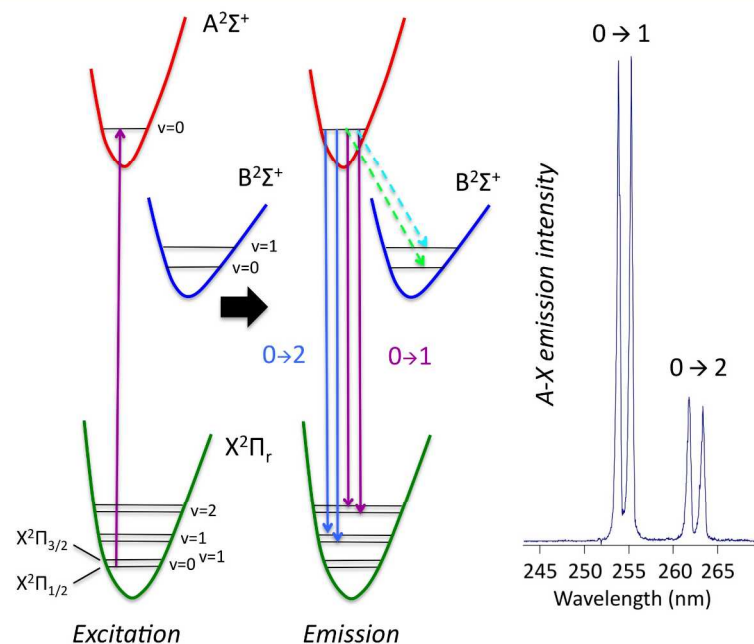 A²Σ⁺
v=0
B²Σ⁺
v=1
v=0
X²Πᵣ
v=2
v=1
v=1
v=0
X²Π₃/₂
X²Π₁/₂
Excitation
B²Σ⁺
0→2
0→1
Emission
0 → 1
0 → 2
A-X emission intensity
245 250 255 260 265
Wavelength (nm)